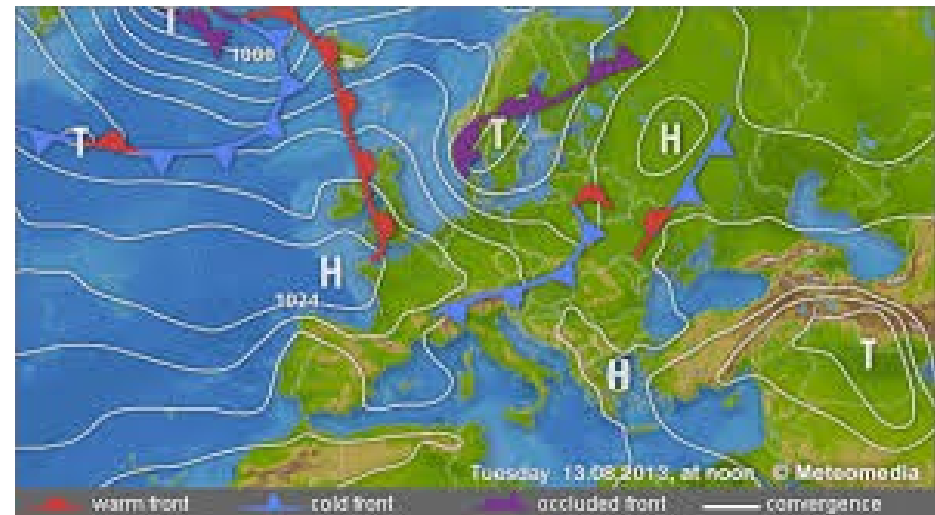 T
1000
T
T
H
H
1024
T
H
Tuesday 13.08.2013, at noon, © Meteomedia
warm front cold front occluded front convergence